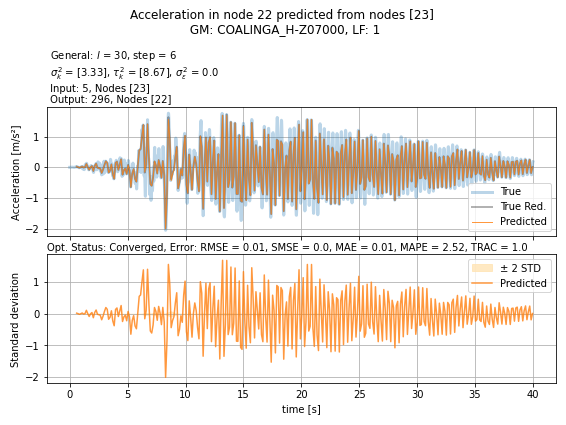 Acceleration in node 22 predicted from nodes [23]
GM: COALINGA_H-Z07000, LF: 1
General: l = 30, step = 6
σ²ₖ = [3.33], τ²ₖ = [8.67], σ²ε = 0.0
Input: 5, Nodes [23]
Output: 296, Nodes [22]
Acceleration [m/s²]
1
0
−1
−2
True
True Red.
Predicted
Opt. Status: Converged, Error: RMSE = 0.01, SMSE = 0.0, MAE = 0.01, MAPE = 2.52, TRAC = 1.0
Standard deviation
1
0
−1
−2
± 2 STD
Predicted
0 5 10 15 20 25 30 35 40
time [s]